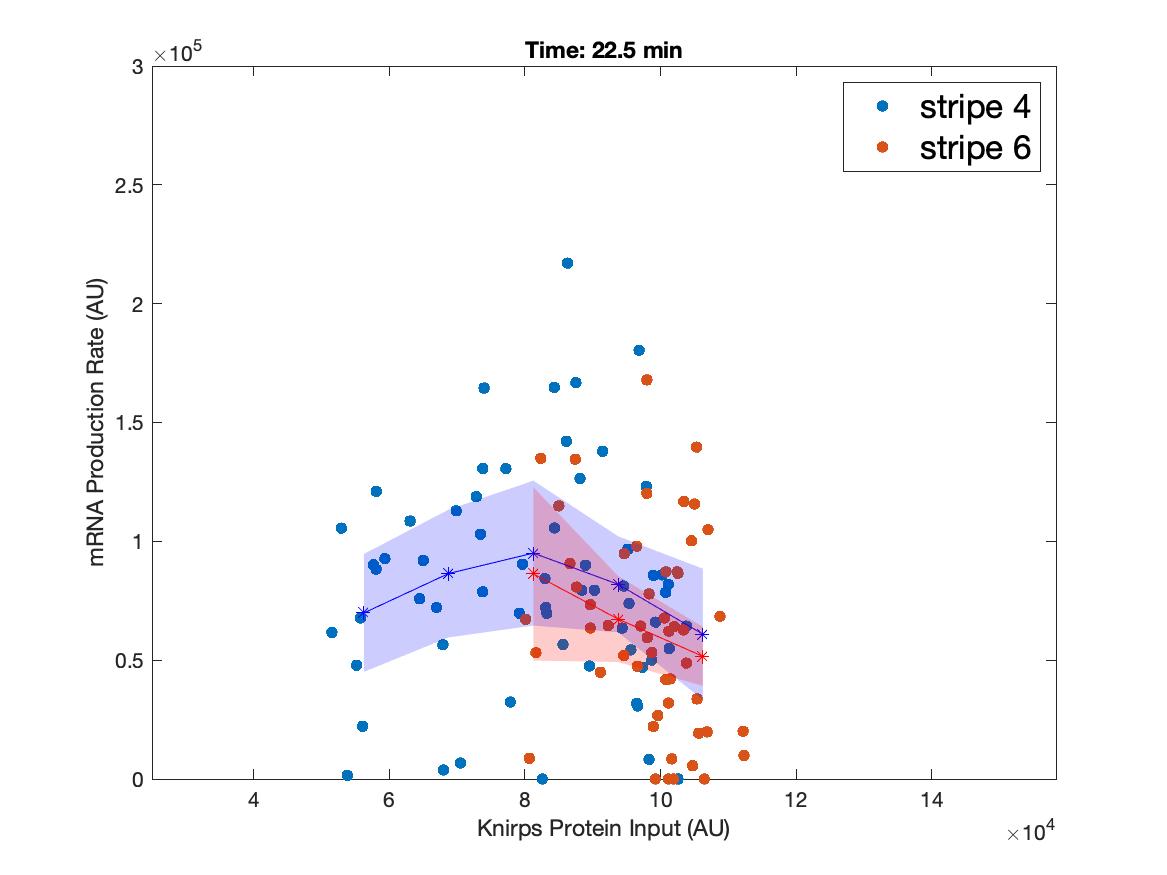 Time: 22.5 min
×10^5
3
2.5
2
1.5
1
0.5
0
mRNA Production Rate (AU)
stripe 4
stripe 6
4 6 8 10 12 14
Knirps Protein Input (AU)
×10^4